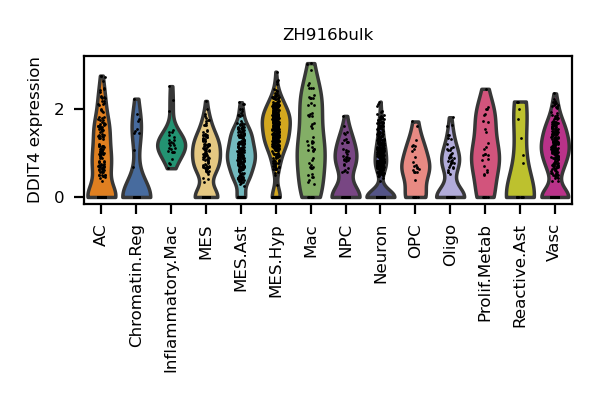 ZH916bulk
DDIT4 expression
2
0
AC
Chromatin.Reg
Inflammatory.Mac
MES
MES.Ast
MES.Hyp
Mac
NPC
Neuron
OPC
Oligo
Prolif.Metab
Reactive.Ast
Vasc